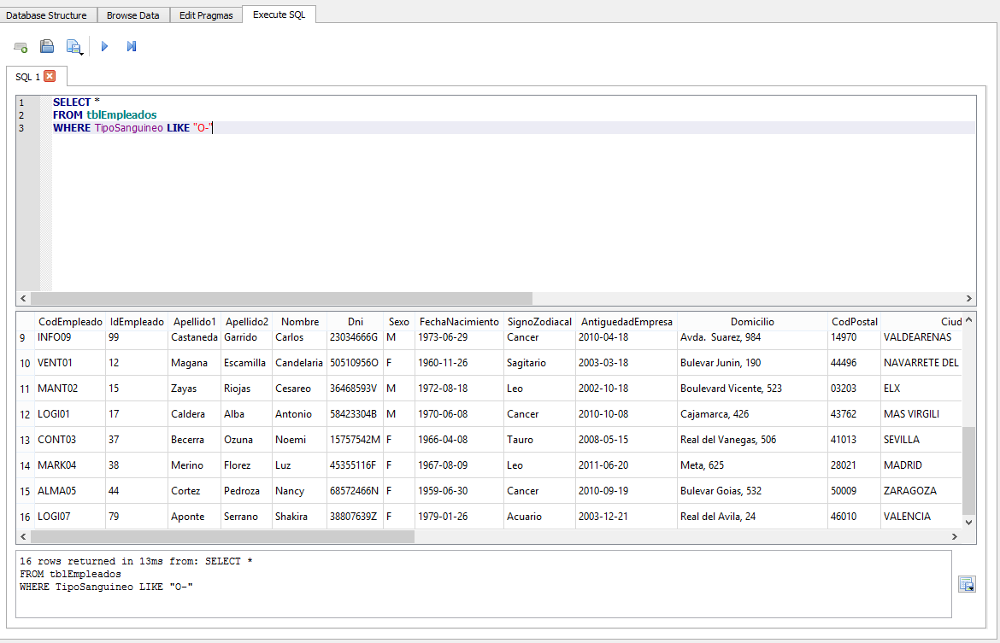 Database Structure Browse Data Edit Pragmas Execute SQL
SQL 1
1 SELECT *
2 FROM tblEmpleados
3 WHERE TipoSanguineo LIKE "O-"
CodEmpleado IdEmpleado Apellido1 Apellido2 Nombre Dni Sexo FechaNacimiento SignoZodiacal AntiguedadEmpresa Domicilio CodPostal Ciud
9 INFO09 99 Castaneda Garrido Carlos 23034666G M 1973-06-29 Cancer 2010-04-18 Avda. Suarez, 984 14970 VALDEARENAS
10 VENT01 12 Magana Escamilla Candelaria 50510956O F 1960-11-26 Sagitario 2003-03-18 Bulevar Junin, 190 44496 NAVARRETE DEL
11 MANT02 15 Zayas Riojas Cesareo 36468593V M 1972-08-18 Leo 2002-10-18 Boulevard Vicente, 523 03203 ELX
12 LOGI01 17 Caldera Alba Antonio 58423304B M 1970-06-08 Cancer 2010-10-08 Cajamarca, 426 43762 MAS VIRGILI
13 CONT03 37 Becerra Ozuna Noemi 15757542M F 1966-04-08 Tauro 2008-05-15 Real del Vanegas, 506 41013 SEVILLA
14 MARK04 38 Merino Florez Luz 45355116F F 1967-08-09 Leo 2011-06-20 Meta, 625 28021 MADRID
15 ALMA05 44 Cortez Pedroza Nancy 68572466N F 1959-06-30 Cancer 2010-09-19 Bulevar Goias, 532 50009 ZARAGOZA
16 LOGI07 79 Aponte Serrano Shakira 38807639Z F 1979-01-26 Acuario 2003-12-21 Real del Avila, 24 46010 VALENCIA
16 rows returned in 13ms from: SELECT *
FROM tblEmpleados
WHERE TipoSanguineo LIKE "O-"